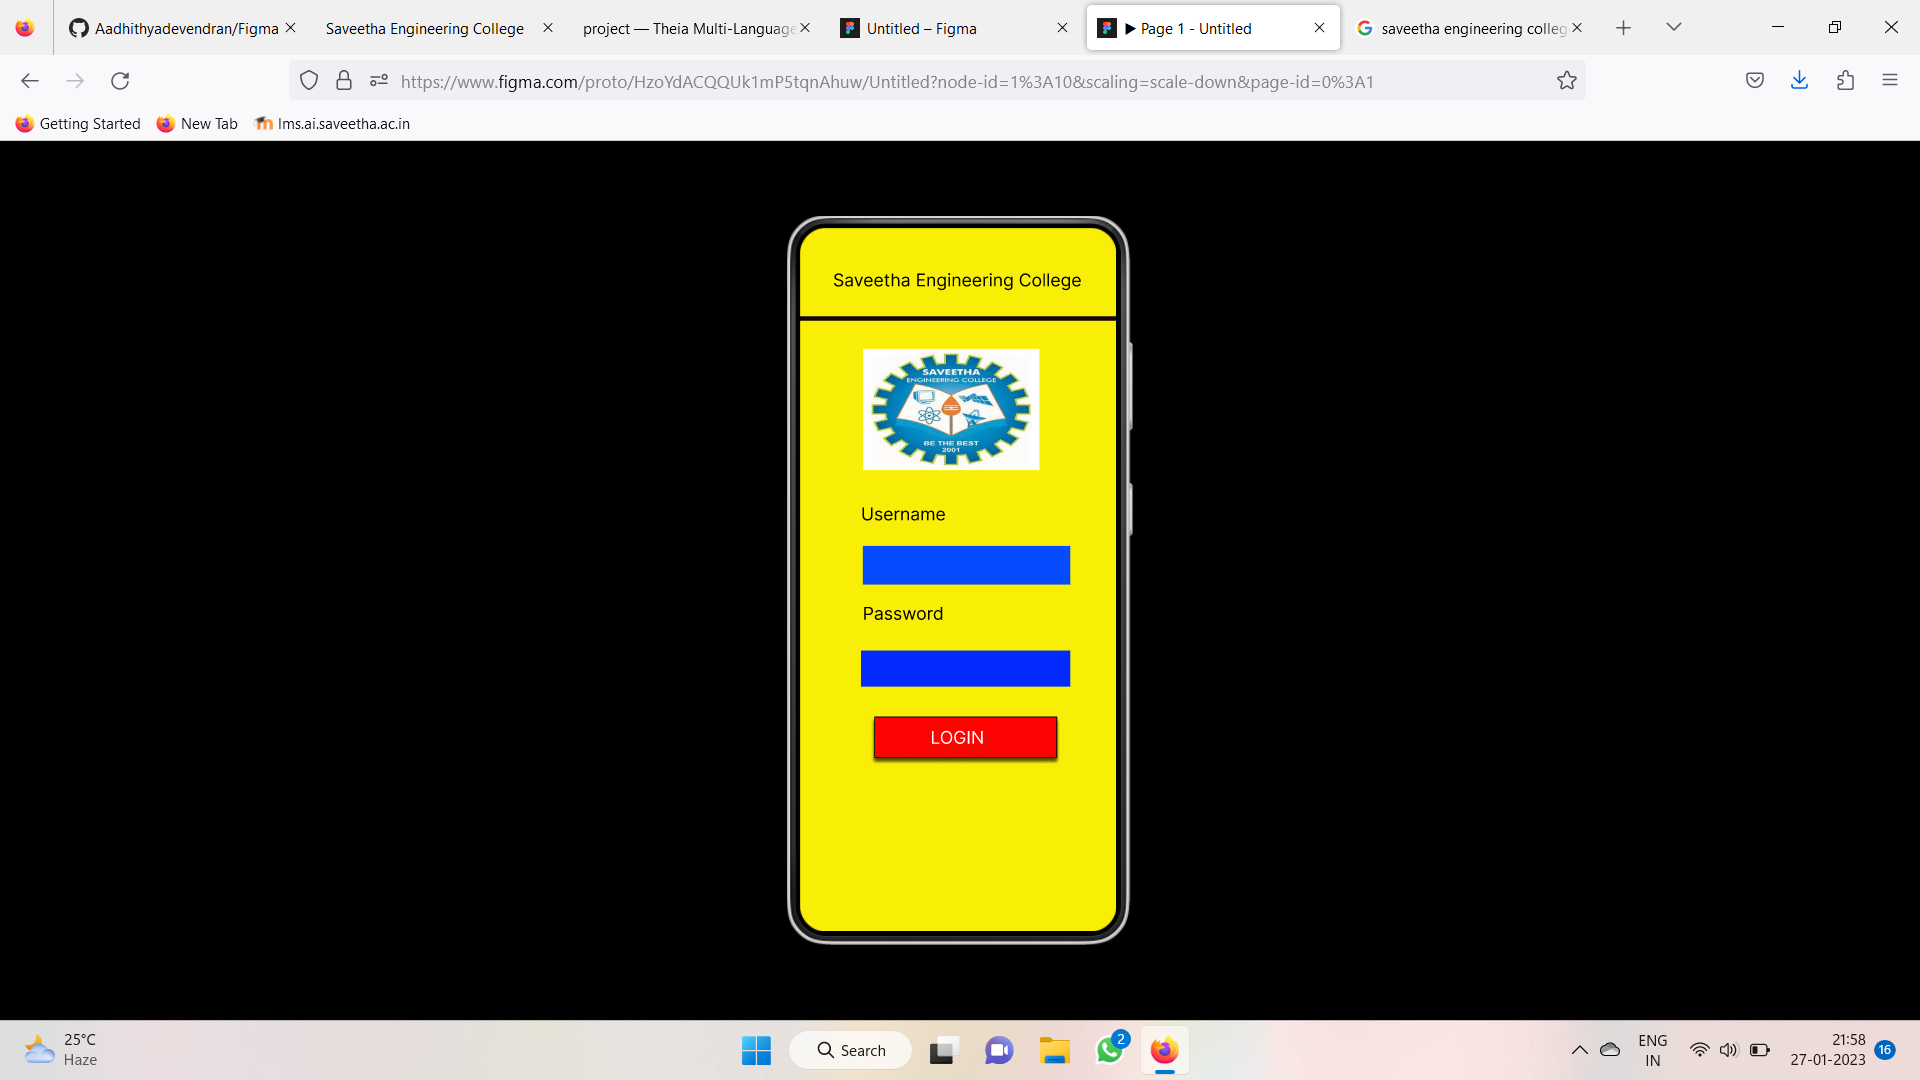 Aadhithyadevendran/Figma
Saveetha Engineering College
project — Theia Multi-Language
Untitled – Figma
▶ Page 1 - Untitled
saveetha engineering colleg
https://www.figma.com/proto/HzoYdACQQUk1mP5tqnAhuw/Untitled?node-id=1%3A10&scaling=scale-down&page-id=0%3A1
Getting Started
New Tab
lms.ai.saveetha.ac.in
Saveetha Engineering College
SAVEETHA
ENGINEERING COLLEGE
BE THE BEST
2001
Username
Password
LOGIN
25°C
Haze
Search
2
ENG
IN
21:58
27-01-2023
16